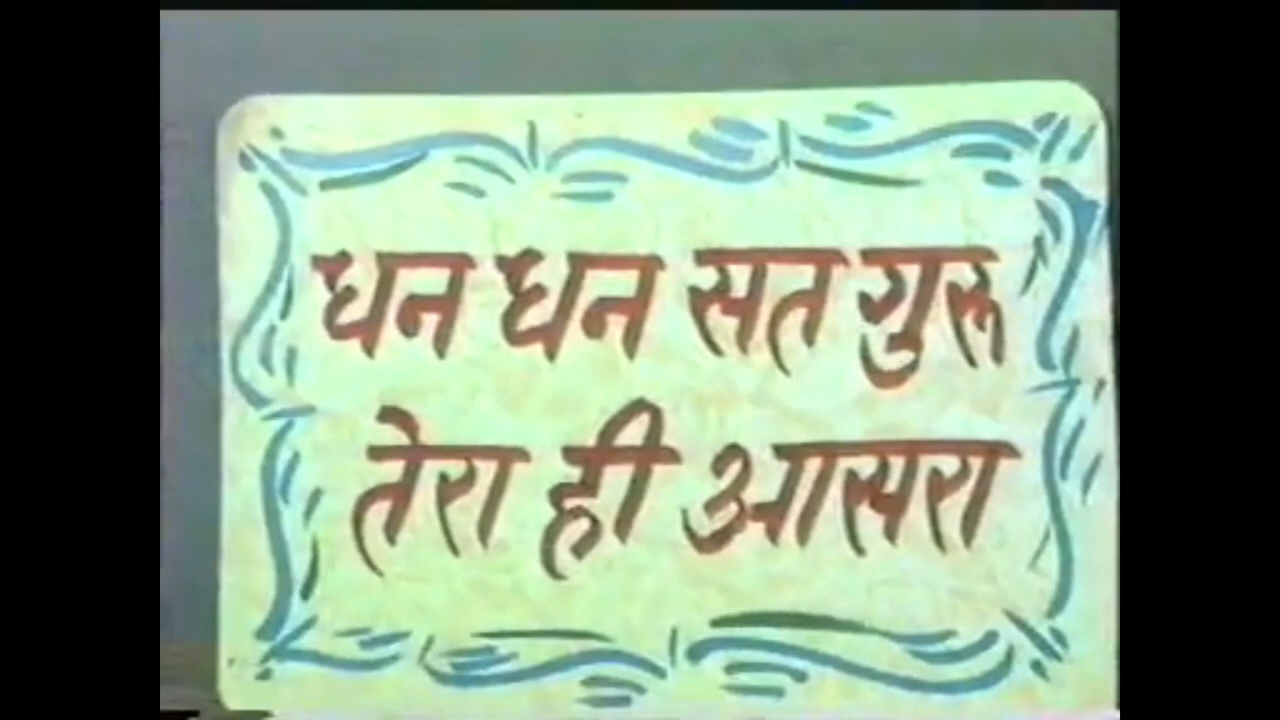 धन धन सत गुरू
तेरा ही आसरा